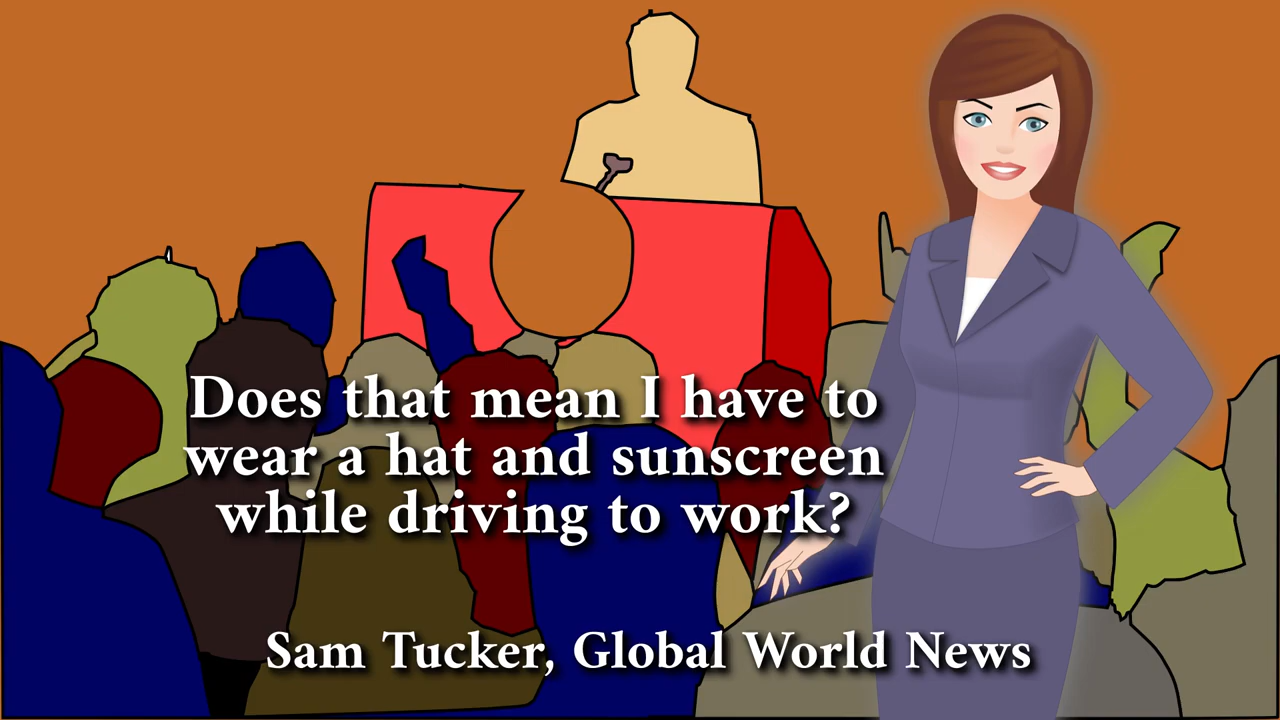 Does that mean I have to
wear a hat and sunscreen
while driving to work?
Sam Tucker, Global World News